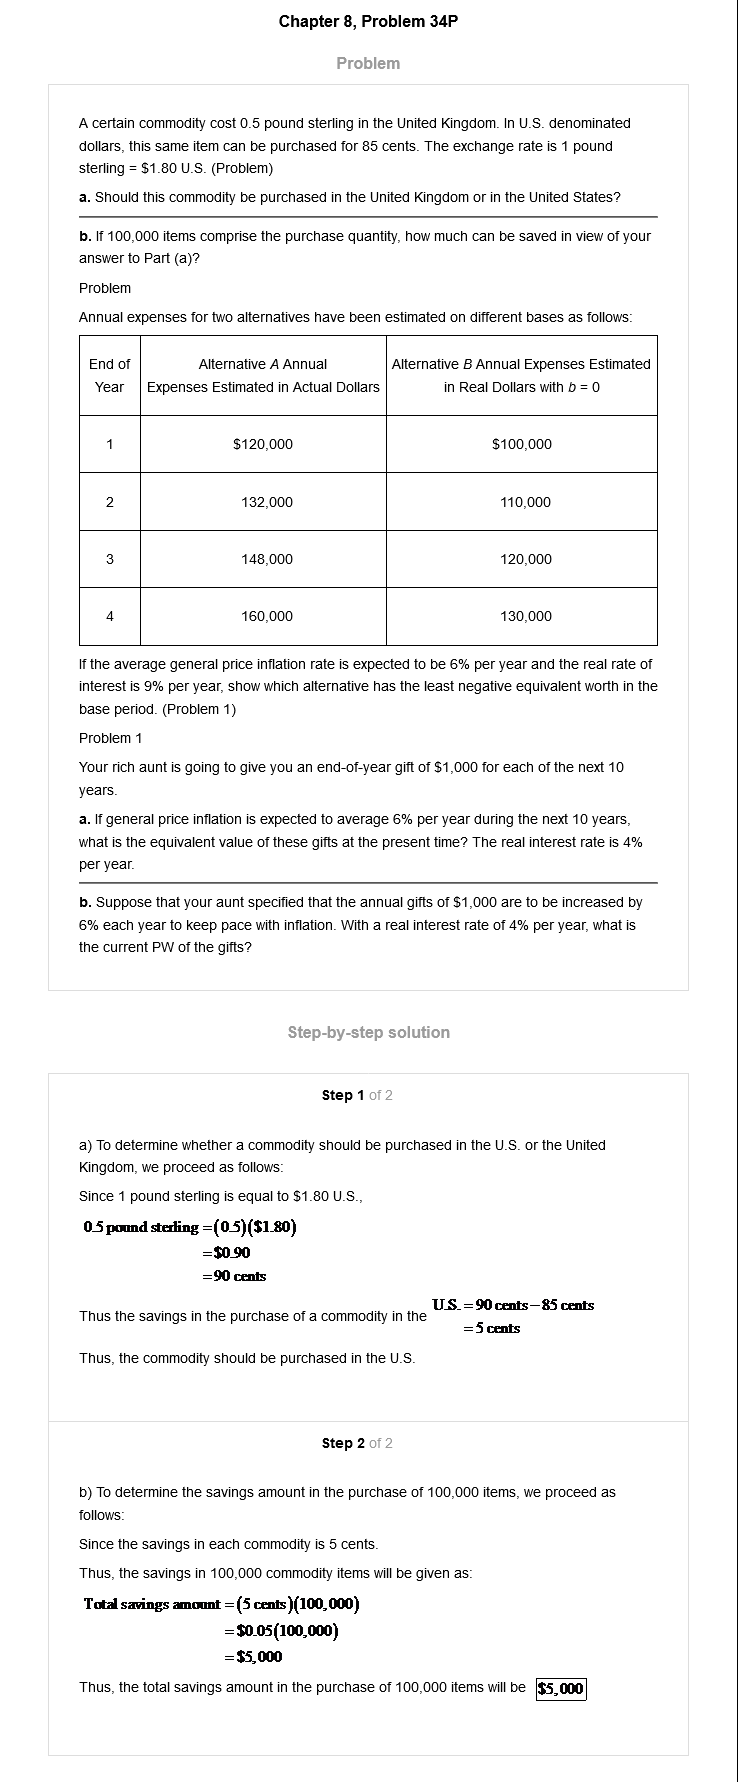 Chapter 8, Problem 34P
Problem
A certain commodity cost 0.5 pound sterling in the United Kingdom. In U.S. denominated
dollars, this same item can be purchased for 85 cents. The exchange rate is 1 pound
sterling = $1.80 U.S. (Problem)
a. Should this commodity be purchased in the United Kingdom or in the United States?
b. If 100,000 items comprise the purchase quantity, how much can be saved in view of your
answer to Part (a)?
Problem
Annual expenses for two alternatives have been estimated on different bases as follows:
End of Year Alternative A Annual Expenses Estimated in Actual Dollars Alternative B Annual Expenses Estimated in Real Dollars with b = 0
1 $120,000 $100,000
2 132,000 110,000
3 148,000 120,000
4 160,000 130,000
If the average general price inflation rate is expected to be 6% per year and the real rate of
interest is 9% per year, show which alternative has the least negative equivalent worth in the
base period. (Problem 1)
Problem 1
Your rich aunt is going to give you an end-of-year gift of $1,000 for each of the next 10
years.
a. If general price inflation is expected to average 6% per year during the next 10 years,
what is the equivalent value of these gifts at the present time? The real interest rate is 4%
per year.
b. Suppose that your aunt specified that the annual gifts of $1,000 are to be increased by
6% each year to keep pace with inflation. With a real interest rate of 4% per year, what is
the current PW of the gifts?
Step-by-step solution
Step 1 of 2
a) To determine whether a commodity should be purchased in the U.S. or the United
Kingdom, we proceed as follows:
Since 1 pound sterling is equal to $1.80 U.S.,
0.5 pound sterling = (0.5)($1.80)
= $0.90
= 90 cents
Thus the savings in the purchase of a commodity in the U.S. = 90 cents – 85 cents
= 5 cents
Thus, the commodity should be purchased in the U.S.
Step 2 of 2
b) To determine the savings amount in the purchase of 100,000 items, we proceed as
follows:
Since the savings in each commodity is 5 cents.
Thus, the savings in 100,000 commodity items will be given as:
Total savings amount = (5 cents)(100,000)
= $0.05(100,000)
= $5,000
Thus, the total savings amount in the purchase of 100,000 items will be $5,000